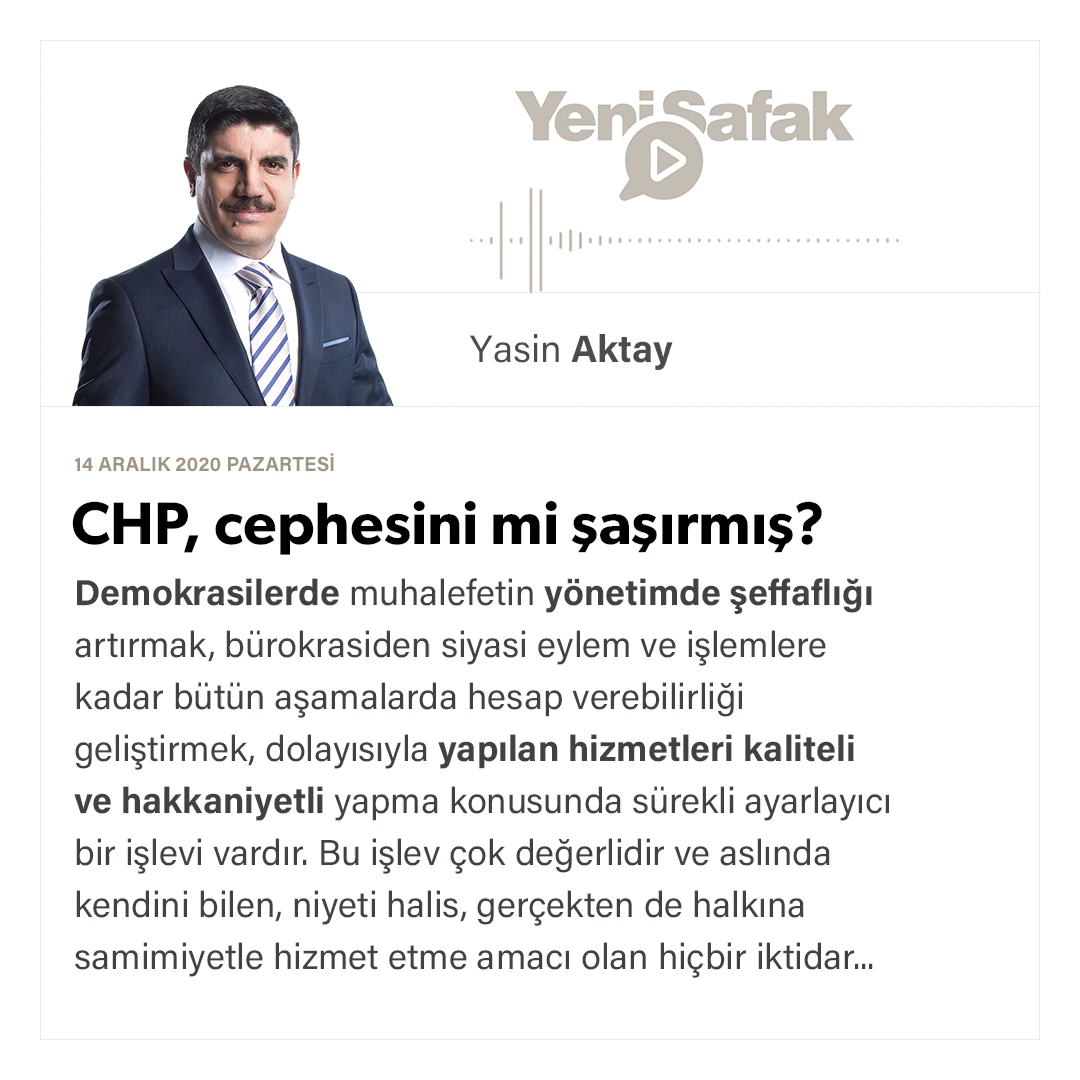 Yeni Şafak
Yasin Aktay
14 ARALIK 2020 PAZARTESİ
CHP, cephesini mi şaşırmış?
Demokrasilerde muhalefetin yönetimde şeffaflığı
artırmak, bürokrasiden siyasi eylem ve işlemlere
kadar bütün aşamalarda hesap verebilirliği
geliştirmek, dolayısıyla yapılan hizmetleri kaliteli
ve hakkaniyetli yapma konusunda sürekli ayarlayıcı
bir işlevi vardır. Bu işlev çok değerlidir ve aslında
kendini bilen, niyeti halis, gerçekten de halkına
samimiyetle hizmet etme amacı olan hiçbir iktidar...